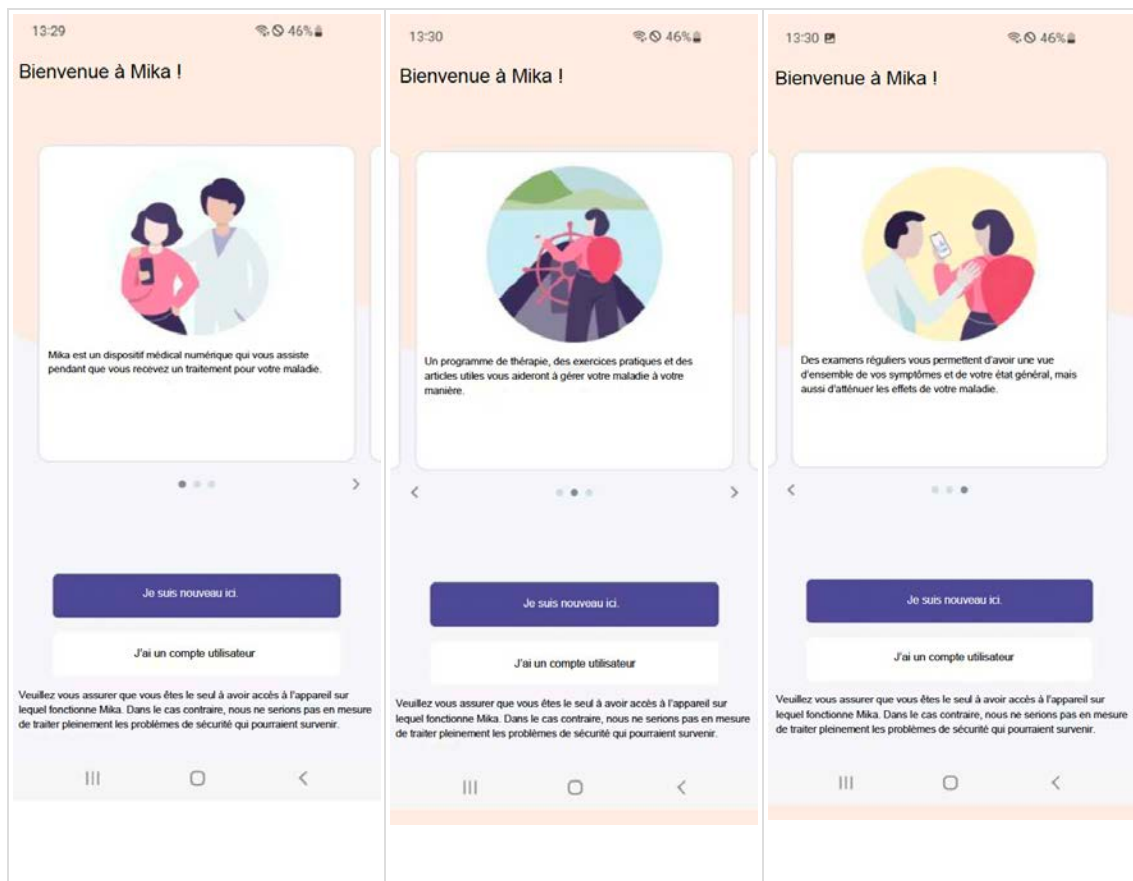 13:29
46%
Bienvenue à Mika !
Mika est un dispositif médical numérique qui vous assiste
pendant que vous recevez un traitement pour votre maladie.
Je suis nouveau ici.
J'ai un compte utilisateur
Veuillez vous assurer que vous êtes le seul à avoir accès à l'appareil sur
lequel fonctionne Mika. Dans le cas contraire, nous ne serions pas en mesure
de traiter pleinement les problèmes de sécurité qui pourraient survenir.
13:30
46%
Bienvenue à Mika !
Un programme de thérapie, des exercices pratiques et des
articles utiles vous aideront à gérer votre maladie à votre
manière.
Je suis nouveau ici.
J'ai un compte utilisateur
Veuillez vous assurer que vous êtes le seul à avoir accès à l'appareil sur
lequel fonctionne Mika. Dans le cas contraire, nous ne serions pas en mesure
de traiter pleinement les problèmes de sécurité qui pourraient survenir.
13:30
46%
Bienvenue à Mika !
Des examens réguliers vous permettent d'avoir une vue
d'ensemble de vos symptômes et de votre état général, mais
aussi d'atténuer les effets de votre maladie.
Je suis nouveau ici.
J'ai un compte utilisateur
Veuillez vous assurer que vous êtes le seul à avoir accès à l'appareil sur
lequel fonctionne Mika. Dans le cas contraire, nous ne serions pas en mesure
de traiter pleinement les problèmes de sécurité qui pourraient survenir.